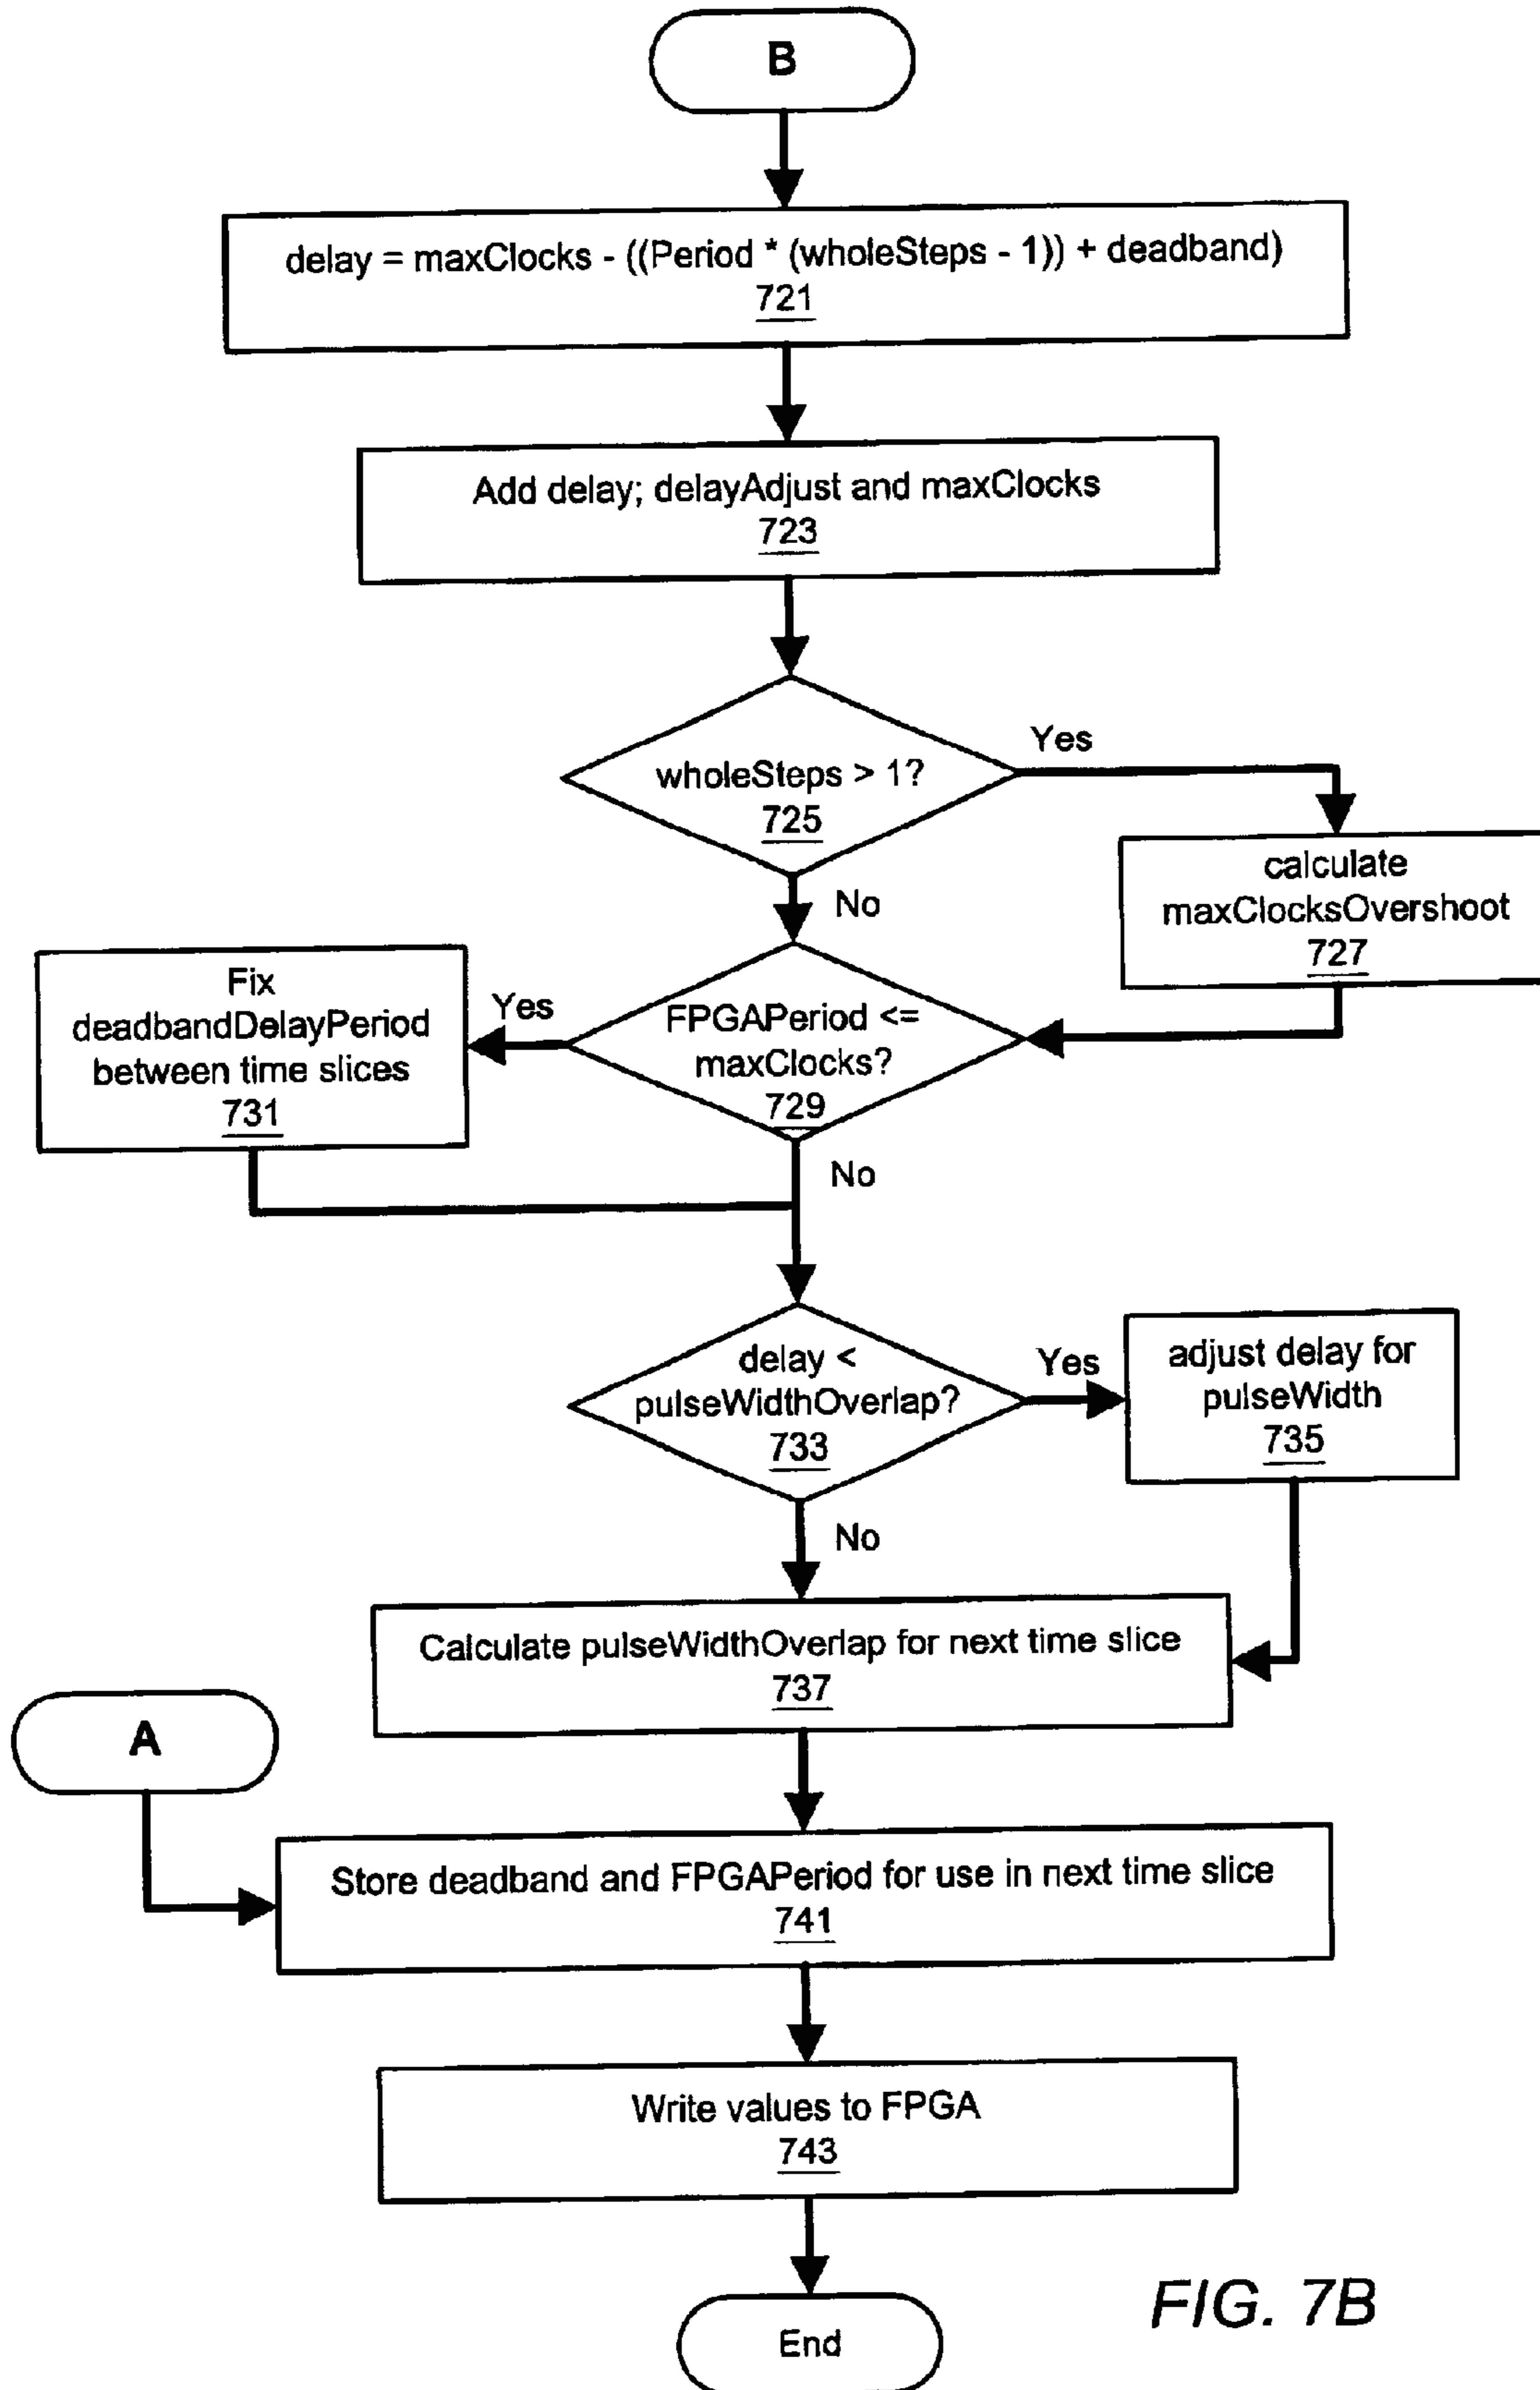 B
delay = maxClocks - ((Period * (wholeSteps - 1)) + deadband)
721
Add delay; delayAdjust and maxClocks
723
wholeSteps > 1?
725
Yes
No
calculate
maxClocksOvershoot
727
FPGAPeriod <=
maxClocks?
729
Yes
No
Fix
deadbandDelayPeriod
between time slices
731
delay <
pulseWidthOverlap?
733
Yes
No
adjust delay for
pulseWidth
735
Calculate pulseWidthOverlap for next time slice
737
A
Store deadband and FPGAPeriod for use in next time slice
741
Write values to FPGA
743
End
FIG. 7B